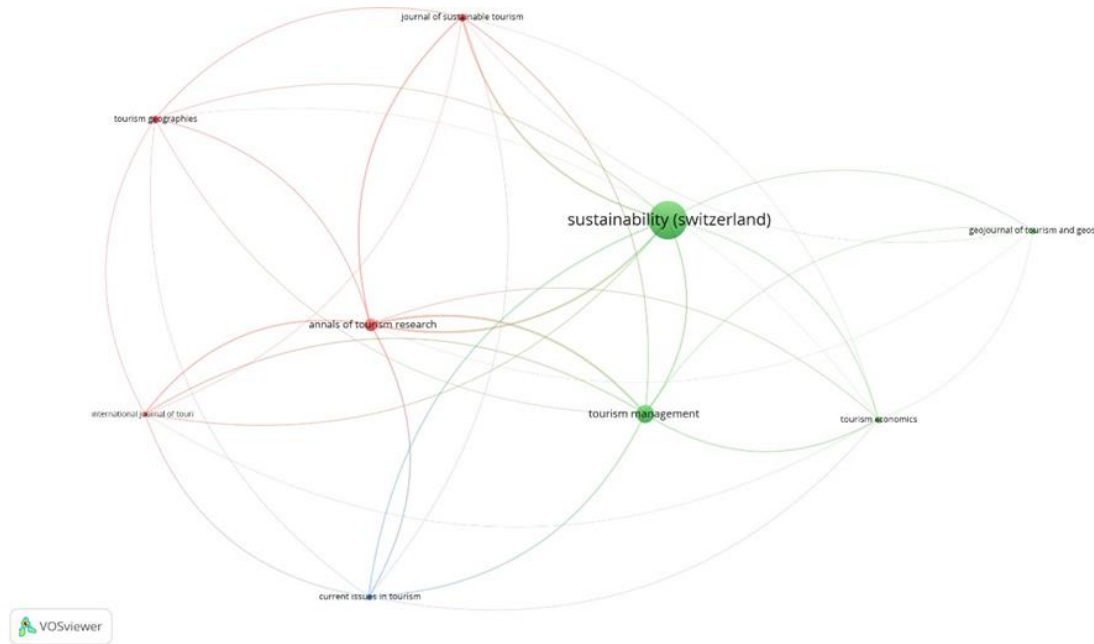 journal of sustainable tourism
tourism geographies
sustainability (switzerland)
geojournal of tourism and geos
annals of tourism research
international journal of touri
tourism management
tourism economics
current issues in tourism
VOSviewer